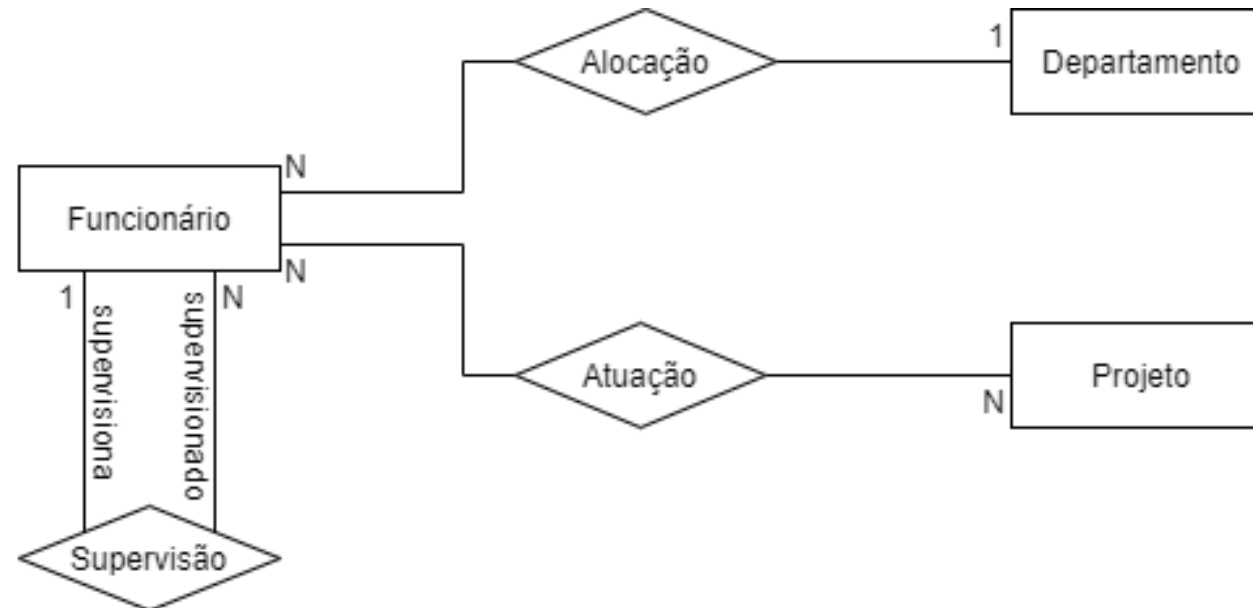 Alocação
1
Departamento
N
Funcionário
N
1
supervisiona
supervisionado
N
Atuação
N
Projeto
Supervisão